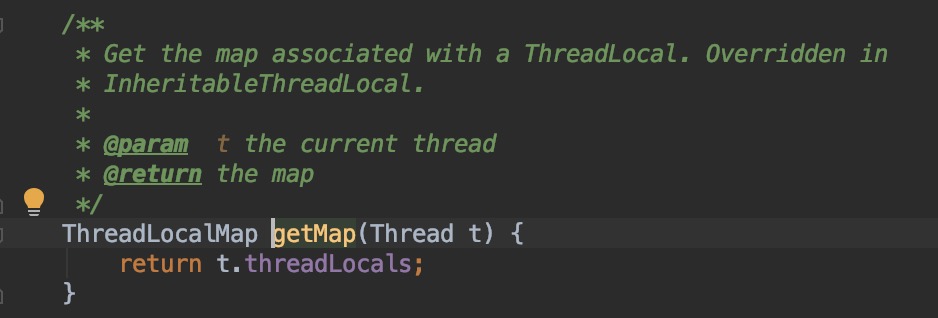 /**
* Get the map associated with a ThreadLocal. Overridden in
* InheritableThreadLocal.
*
* @param  t the current thread
* @return the map
*/
ThreadLocalMap getMap(Thread t) {
return t.threadLocals;
}